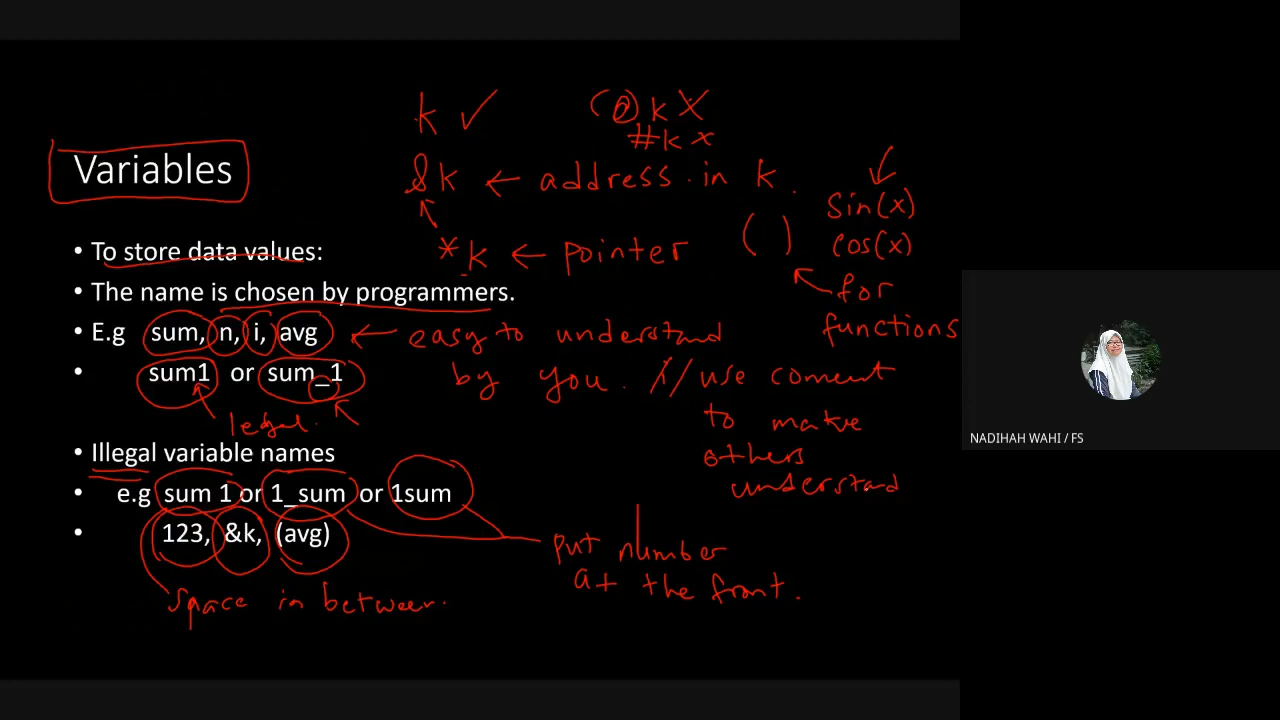 k ✓ (@)k X
#k x
Variables
&k ← address in k.
sin(x)
cos(x)
*k ← pointer ( )
for
functions
• To store data values:
• The name is chosen by programmers.
• E.g sum, n, i, avg ← easy to understand
by you. // use coment
to make
others
understand
• sum1 or sum_1
legal.
• Illegal variable names
• e.g sum 1 or 1_sum or 1sum
• 123, &k, (avg)
put number
at the front.
space in between.
NADIHAH WAHI / FS